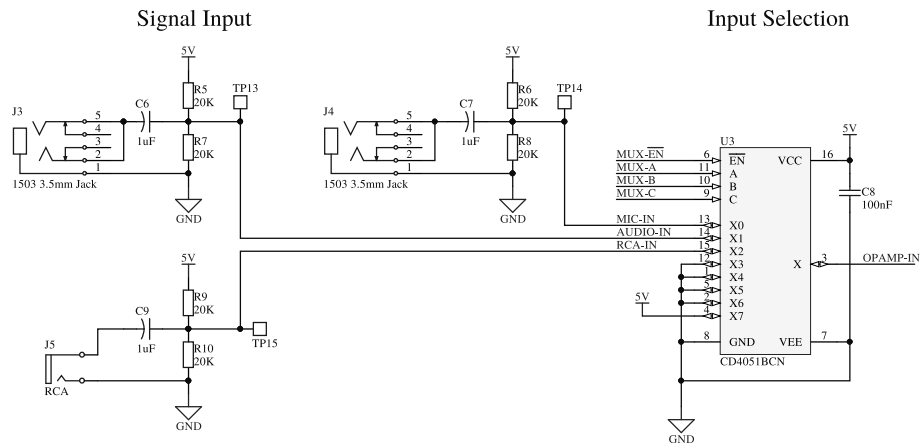 Signal Input
Input Selection
5V
R5
20K
TP13
J3
C6
5
4
3
2
1
1uF
R7
20K
1503 3.5mm Jack
GND
5V
R6
20K
TP14
J4
C7
5
4
3
2
1
1uF
R8
20K
1503 3.5mm Jack
GND
U3
5V
MUX-EN
6
EN
VCC
16
MUX-A
11
A
MUX-B
10
B
MUX-C
9
C
C8
100nF
MIC-IN
13
X0
AUDIO-IN
14
X1
RCA-IN
15
X2
12
X3
X
3
OPAMP-IN
1
X4
5
X5
2
X6
5V
4
X7
8
GND
VEE
7
CD4051BCN
GND
5V
R9
20K
C9
1uF
TP15
J5
R10
20K
RCA
GND